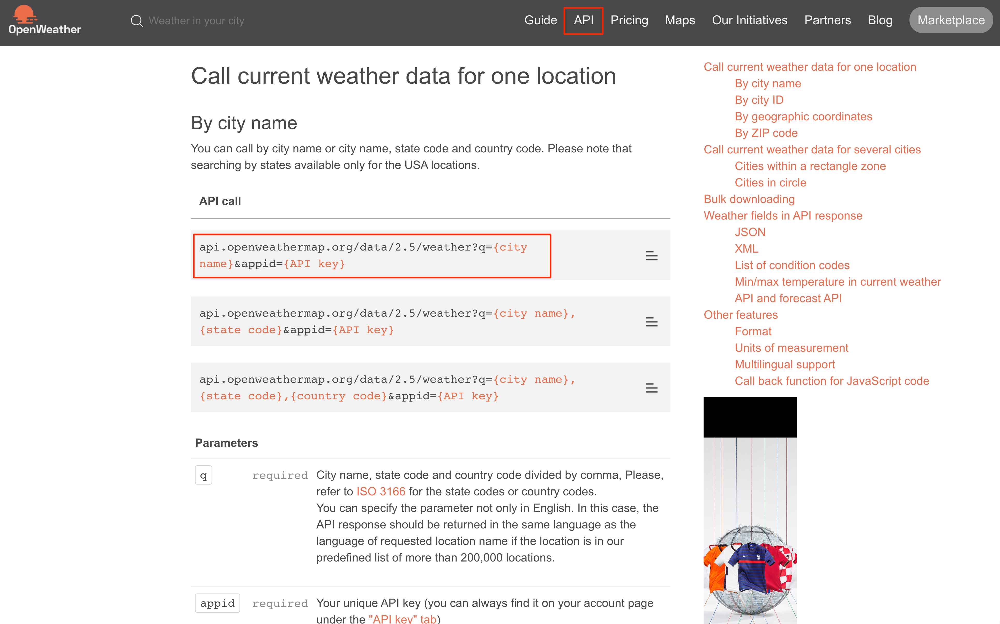 OpenWeather
Weather in your city
Guide API Pricing Maps Our Initiatives Partners Blog Marketplace
Call current weather data for one location
By city name
You can call by city name or city name, state code and country code. Please note that
searching by states available only for the USA locations.
API call
api.openweathermap.org/data/2.5/weather?q={city
name}&appid={API key}
api.openweathermap.org/data/2.5/weather?q={city name},
{state code}&appid={API key}
api.openweathermap.org/data/2.5/weather?q={city name},
{state code},{country code}&appid={API key}
Parameters
q required City name, state code and country code divided by comma, Please,
refer to ISO 3166 for the state codes or country codes.
You can specify the parameter not only in English. In this case, the
API response should be returned in the same language as the
language of requested location name if the location is in our
predefined list of more than 200,000 locations.
appid required Your unique API key (you can always find it on your account page
under the "API key" tab)
Call current weather data for one location
By city name
By city ID
By geographic coordinates
By ZIP code
Call current weather data for several cities
Cities within a rectangle zone
Cities in circle
Bulk downloading
Weather fields in API response
JSON
XML
List of condition codes
Min/max temperature in current weather
API and forecast API
Other features
Format
Units of measurement
Multilingual support
Call back function for JavaScript code